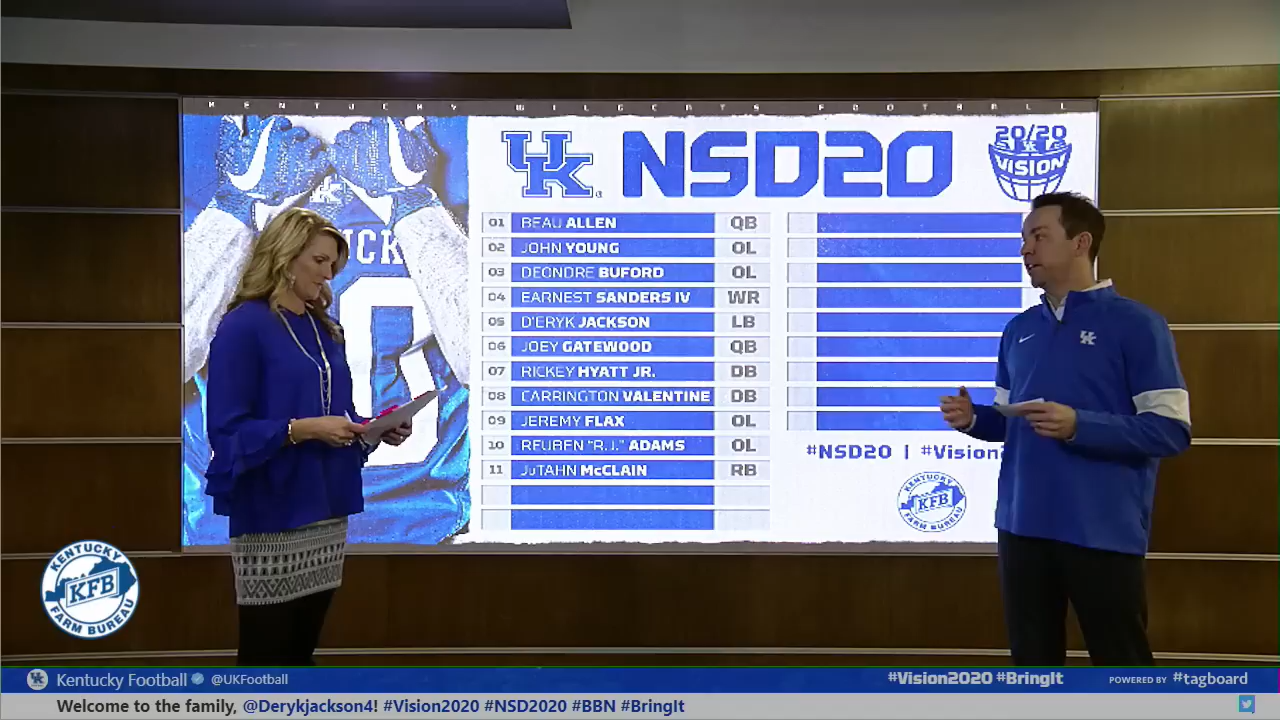 KENTUCKY WILDCATS FOOTBALL
UK NSD20
20/20
VISION
01 BEAU ALLEN QB
02 JOHN YOUNG OL
03 DEONDRE BUFORD OL
04 EARNEST SANDERS IV WR
05 D'ERYK JACKSON LB
06 JOEY GATEWOOD QB
07 RICKEY HYATT JR. DB
08 CARRINGTON VALENTINE DB
09 JEREMY FLAX OL
10 REUBEN "R.J." ADAMS OL
11 JuTAHN McCLAIN RB
#NSD20 | #Vision2
KENTUCKY
KFB
FARM BUREAU
UCK
UK
KENTUCKY
KFB
FARM BUREAU
Kentucky Football @UKFootball
#Vision2020 #BringIt
POWERED BY #tagboard
Welcome to the family, @Derykjackson4! #Vision2020 #NSD2020 #BBN #BringIt